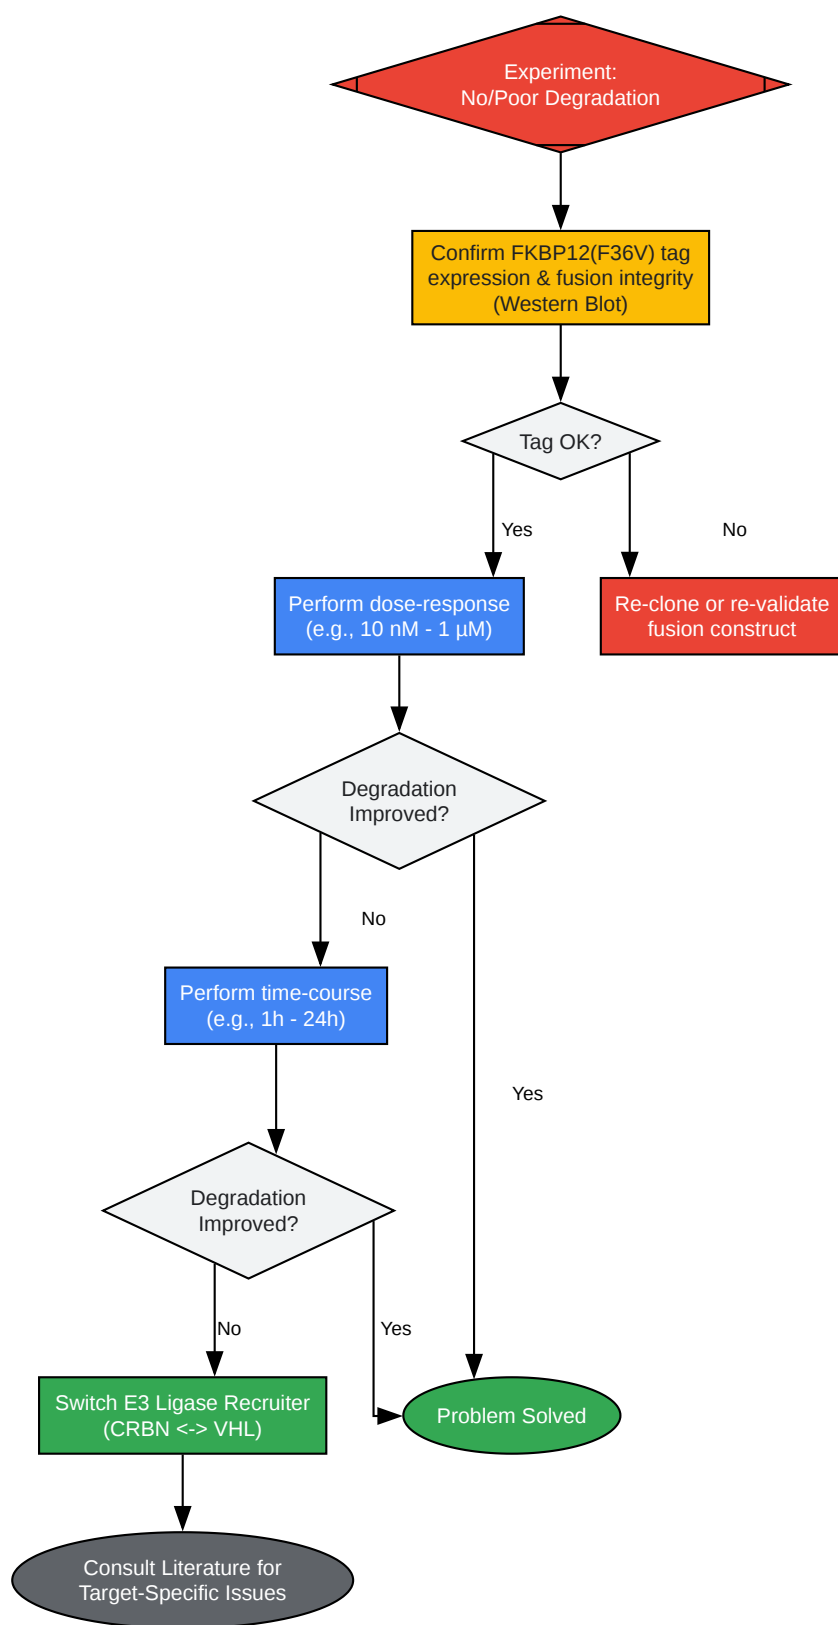 Experiment:
No/Poor Degradation
Confirm FKBP12(F36V) tag
expression & fusion integrity
(Western Blot)
Tag OK?
Yes
No
Perform dose-response
(e.g., 10 nM - 1 µM)
Re-clone or re-validate
fusion construct
Degradation
Improved?
No
Perform time-course
(e.g., 1h - 24h)
Yes
Degradation
Improved?
No
Yes
Switch E3 Ligase Recruiter
(CRBN <-> VHL)
Problem Solved
Consult Literature for
Target-Specific Issues